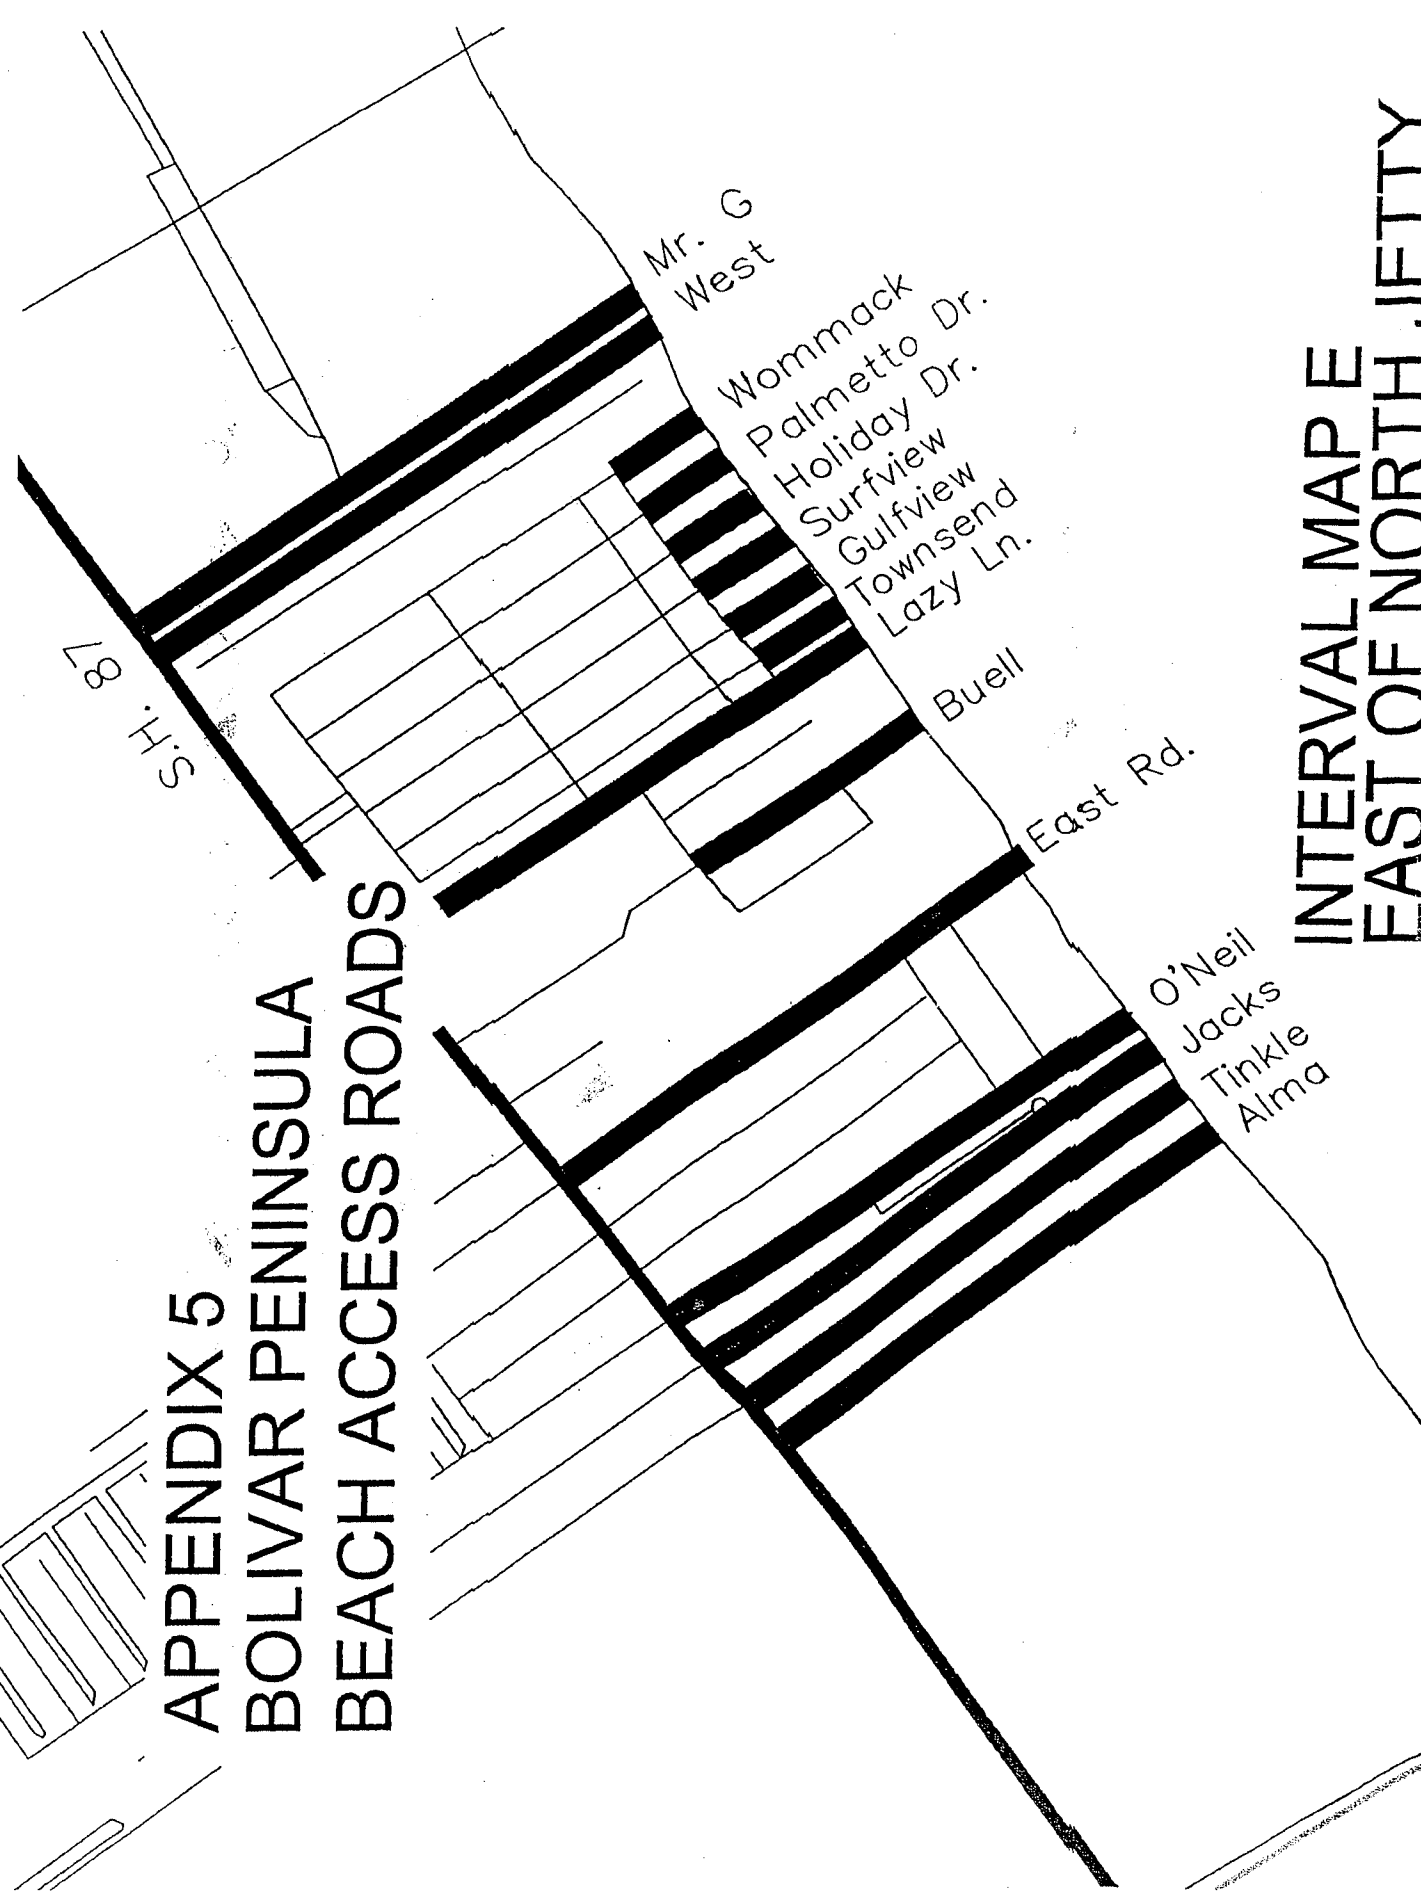 APPENDIX 5
BOLIVAR PENINSULA
BEACH ACCESS ROADS
S.H. 87
Mr. G
West
Wommack
Palmetto Dr.
Holiday Dr.
Surfview
Gulfview
Townsend
Lazy Ln.
Buell
East Rd.
O'Neil
Jacks
Tinkle
Alma
INTERVAL MAP E
EAST OF NORTH JETTY